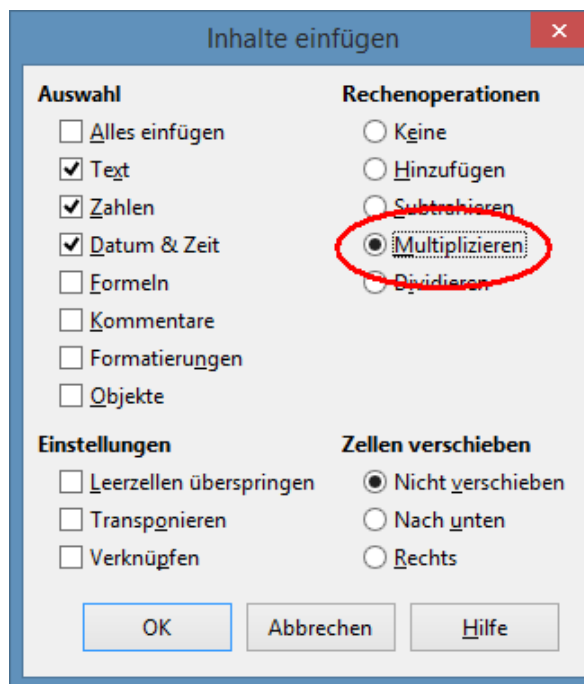 Inhalte einfügen
Auswahl
Alles einfügen
Text
Zahlen
Datum & Zeit
Formeln
Kommentare
Formatierungen
Objekte
Rechenoperationen
Keine
Hinzufügen
Subtrahieren
Multiplizieren
Dividieren
Einstellungen
Leerzellen überspringen
Transponieren
Verknüpfen
Zellen verschieben
Nicht verschieben
Nach unten
Rechts
OK
Abbrechen
Hilfe